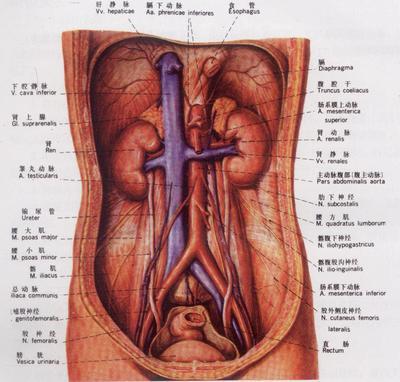 肝 静 脉
Vv. hepaticae
膈 下 动 脉
Aa. phrenicae inferiores
食 管
Esophagus
下 腔 静 脉
V. cava inferior
肾 上 腺
Gl. suprarenalis
肾
Ren
睾 丸 动 脉
A. testicularis
输 尿 管
Ureter
腰 大 肌
M. psoas major
腰 小 肌
M. psoas minor
髂 肌
M. iliacus
总 动 脉
iliaca communis
殖股神经
genitofemoralis
股 神 经
N. femoralis
膀 胱
Vesica urinaria
膈
Diaphragma
腹 腔 干
Truncus coeliacus
肠系膜上动脉
A. mesenterica
superior
肾 动 脉
A. renalis
肾 静 脉
Vv. renales
主动脉腹部(腹主动脉)
Pars abdominalis aorta
肋 下 神 经
N. subcostalis
腰 方 肌
M. quadratus lumborum
髂腹下神经
N. iliohypogastricus
髂腹股沟神经
N. ilio-inguinalis
肠系膜下动脉
A. mesenterica inferior
股外侧皮神经
N. cutaneus femoris
lateralis
直 肠
Rectum